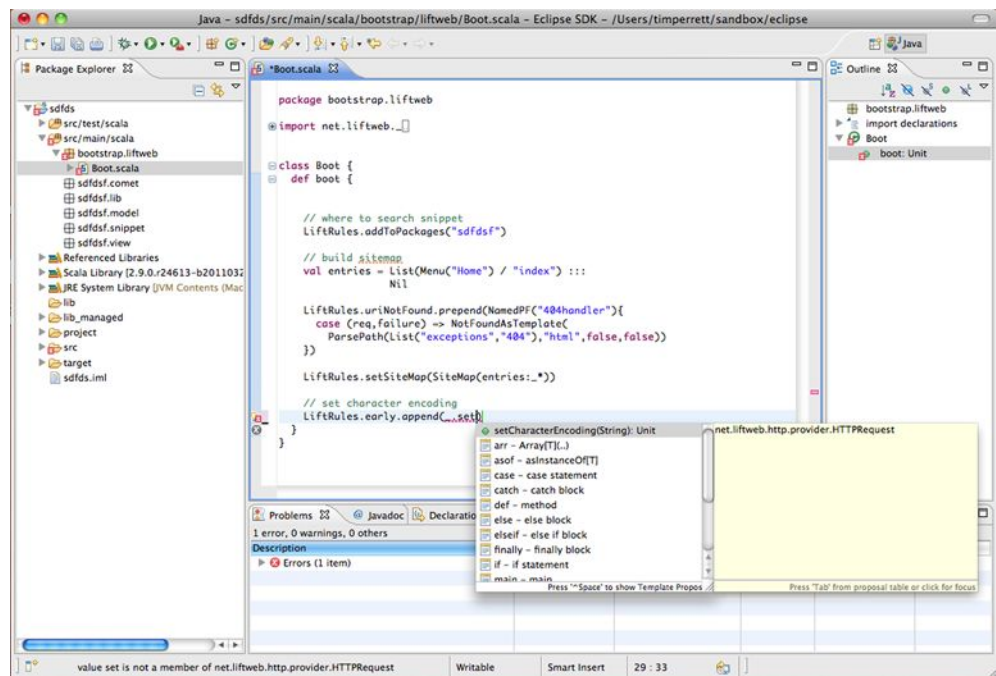 Java – sdfds/src/main/scala/bootstrap/liftweb/Boot.scala – Eclipse SDK – /Users/timperrett/sandbox/eclipse
Java
Package Explorer
sdfds
src/test/scala
src/main/scala
bootstrap.liftweb
Boot.scala
sdfdsf.comet
sdfdsf.lib
sdfdsf.model
sdfdsf.snippet
sdfdsf.view
Referenced Libraries
Scala Library [2.9.0.r24613-b2011032
JRE System Library [JVM Contents (Mac
lib
lib_managed
project
src
target
sdfds.iml
*Boot.scala
package bootstrap.liftweb
import net.liftweb._
class Boot {
def boot {
// where to search snippet
LiftRules.addToPackages("sdfdsf")
// build sitemap
val entries = List(Menu("Home") / "index") :::
Nil
LiftRules.uriNotFound.prepend(NamedPF("404handler"){
case (req,failure) => NotFoundAsTemplate(
ParsePath(List("exceptions","404"),"html",false,false))
})
LiftRules.setSiteMap(SiteMap(entries:_*))
// set character encoding
LiftRules.early.append(_.set)
}
}
setCharacterEncoding(String): Unit
arr – Array[T](..)
asof – asInstanceOf[T]
case – case statement
catch – catch block
def – method
else – else block
elseif – else if block
finally – finally block
if – if statement
main – main
Press '^Space' to show Template Propos
net.liftweb.http.provider.HTTPRequest
Press 'Tab' from proposal table or click for focus
Outline
bootstrap.liftweb
import declarations
Boot
boot: Unit
Problems
@ Javadoc
Declaratio
1 error, 0 warnings, 0 others
Description
Errors (1 item)
value set is not a member of net.liftweb.http.provider.HTTPRequest
Writable
Smart Insert
29 : 33